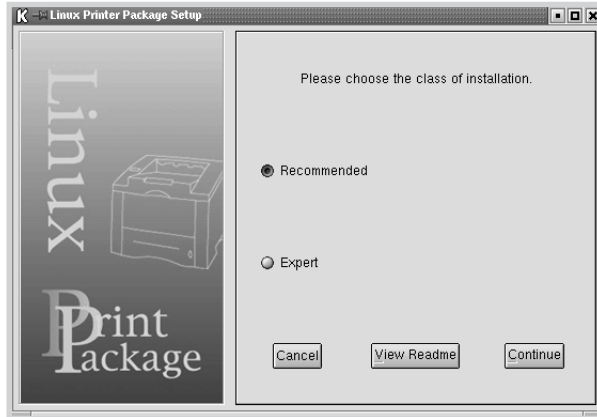 Linux Printer Package Setup
Linux
Print
Package
Please choose the class of installation.
Recommended
Expert
Cancel
View Readme
Continue